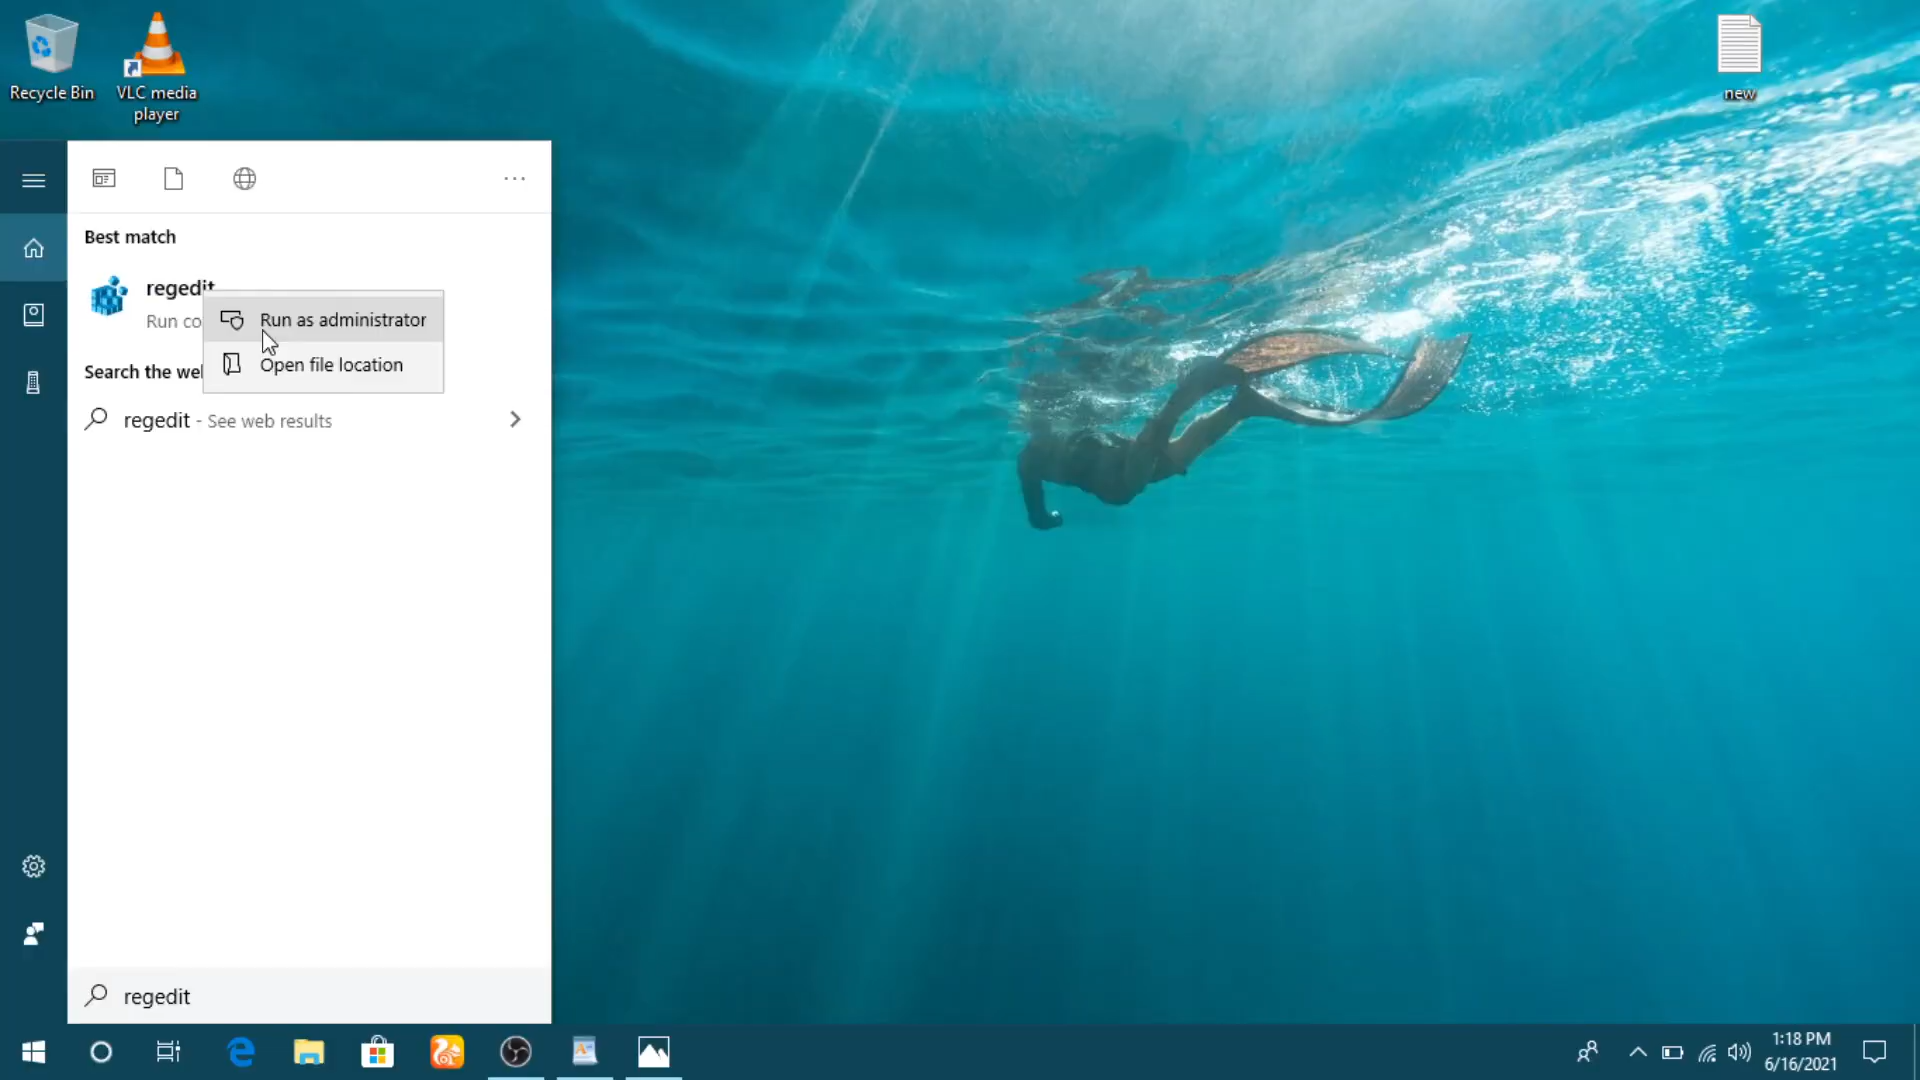 Recycle Bin
VLC media
player
new
Best match
regedit
Run co
Run as administrator
Open file location
Search the wel
regedit - See web results
regedit
1:18 PM
6/16/2021